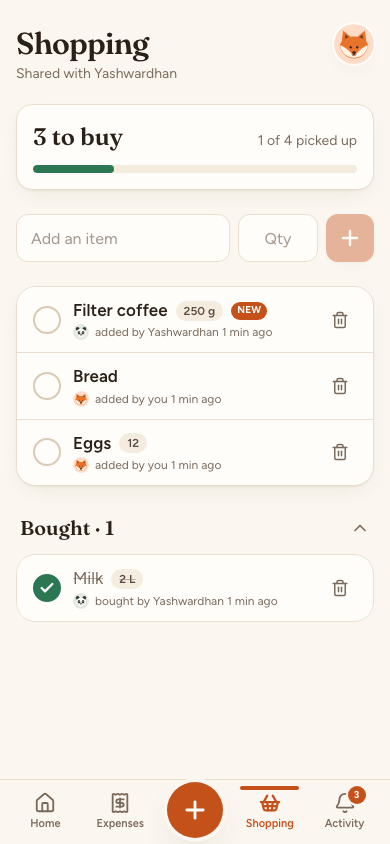 Shopping
Shared with Yashwardhan
3 to buy
1 of 4 picked up
Add an item
Qty
Filter coffee 250 g NEW
added by Yashwardhan 1 min ago
Bread
added by you 1 min ago
Eggs 12
added by you 1 min ago
Bought · 1
Milk 2 L
bought by Yashwardhan 1 min ago
3
Home Expenses Shopping Activity